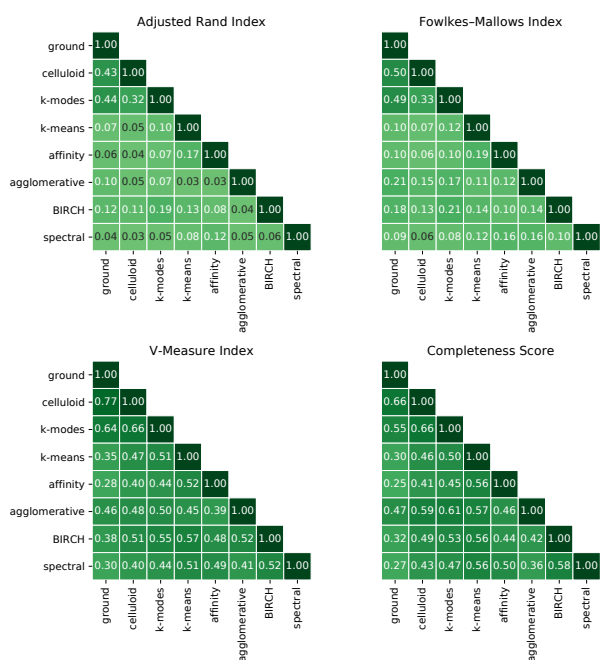 Adjusted Rand Index
ground 1.00
celluloid 0.43 1.00
k-modes 0.44 0.32 1.00
k-means 0.07 0.05 0.10 1.00
affinity 0.06 0.04 0.07 0.17 1.00
agglomerative 0.10 0.05 0.07 0.03 0.03 1.00
BIRCH 0.12 0.11 0.19 0.13 0.08 0.04 1.00
spectral 0.04 0.03 0.05 0.08 0.12 0.05 0.06 1.00
ground celluloid k-modes k-means affinity agglomerative BIRCH spectral
Fowlkes–Mallows Index
1.00
0.50 1.00
0.49 0.33 1.00
0.10 0.07 0.12 1.00
0.10 0.06 0.10 0.19 1.00
0.21 0.15 0.17 0.11 0.12 1.00
0.18 0.13 0.21 0.14 0.10 0.14 1.00
0.09 0.06 0.08 0.12 0.16 0.16 0.10 1.00
ground celluloid k-modes k-means affinity agglomerative BIRCH spectral
V-Measure Index
ground 1.00
celluloid 0.77 1.00
k-modes 0.64 0.66 1.00
k-means 0.35 0.47 0.51 1.00
affinity 0.28 0.40 0.44 0.52 1.00
agglomerative 0.46 0.48 0.50 0.45 0.39 1.00
BIRCH 0.38 0.51 0.55 0.57 0.48 0.52 1.00
spectral 0.30 0.40 0.44 0.51 0.49 0.41 0.52 1.00
ground celluloid k-modes k-means affinity agglomerative BIRCH spectral
Completeness Score
1.00
0.66 1.00
0.55 0.66 1.00
0.30 0.46 0.50 1.00
0.25 0.41 0.45 0.56 1.00
0.47 0.59 0.61 0.57 0.46 1.00
0.32 0.49 0.53 0.56 0.44 0.42 1.00
0.27 0.43 0.47 0.56 0.50 0.36 0.58 1.00
ground celluloid k-modes k-means affinity agglomerative BIRCH spectral